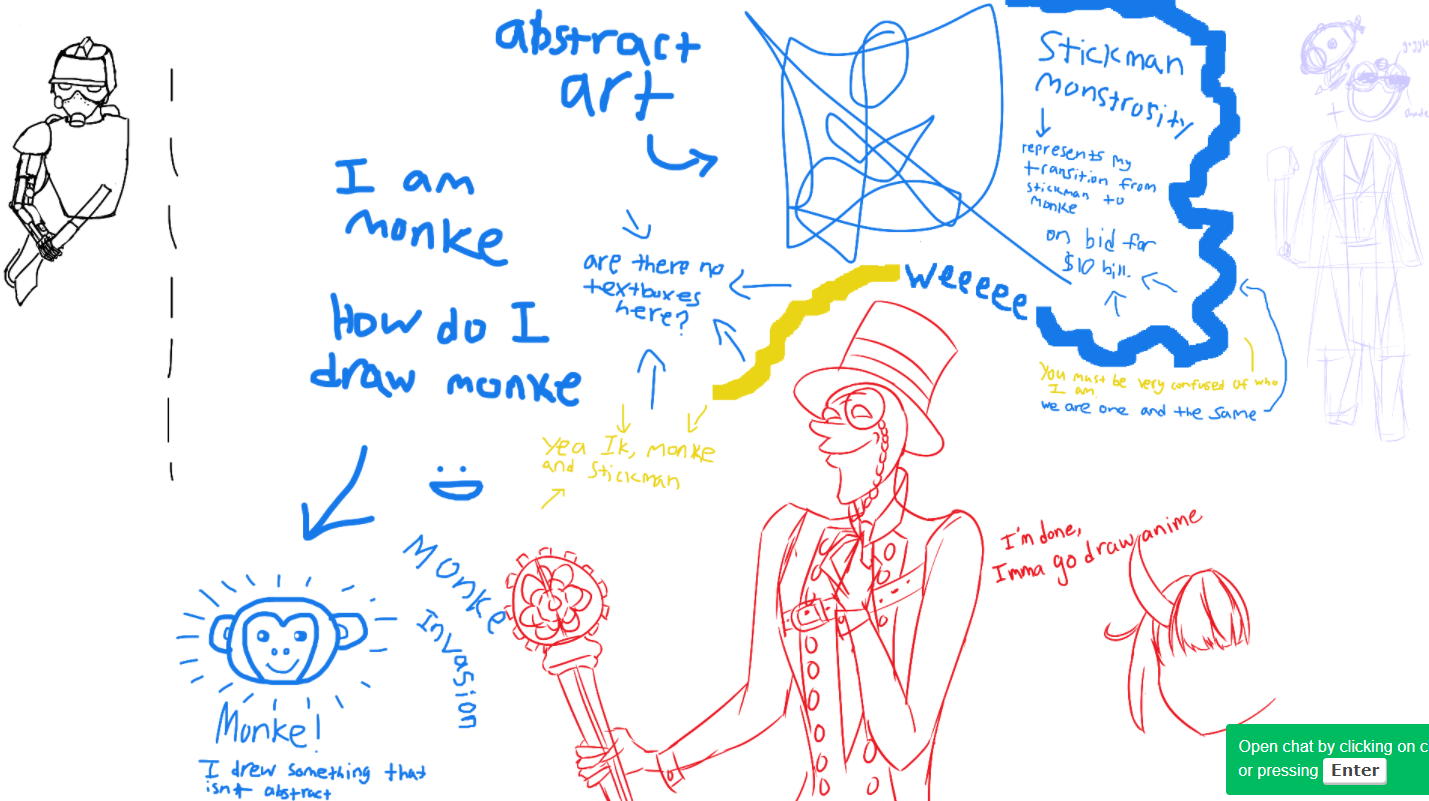 abstract
art
Stickman
monstrosity
represents my
transition from
stickman to
monke
on bid for
$10 bill.
I am
monke
are there no
textboxes
here?
weeeee
How do I
draw monke
You must be very confused of who
I am
we are one and the same
yea Ik, monke
and stickman
I'm done,
Imma go draw anime
Monke
Invasion
Monke!
I drew something that
isn't abstract
Open chat by clicking on c
or pressing Enter